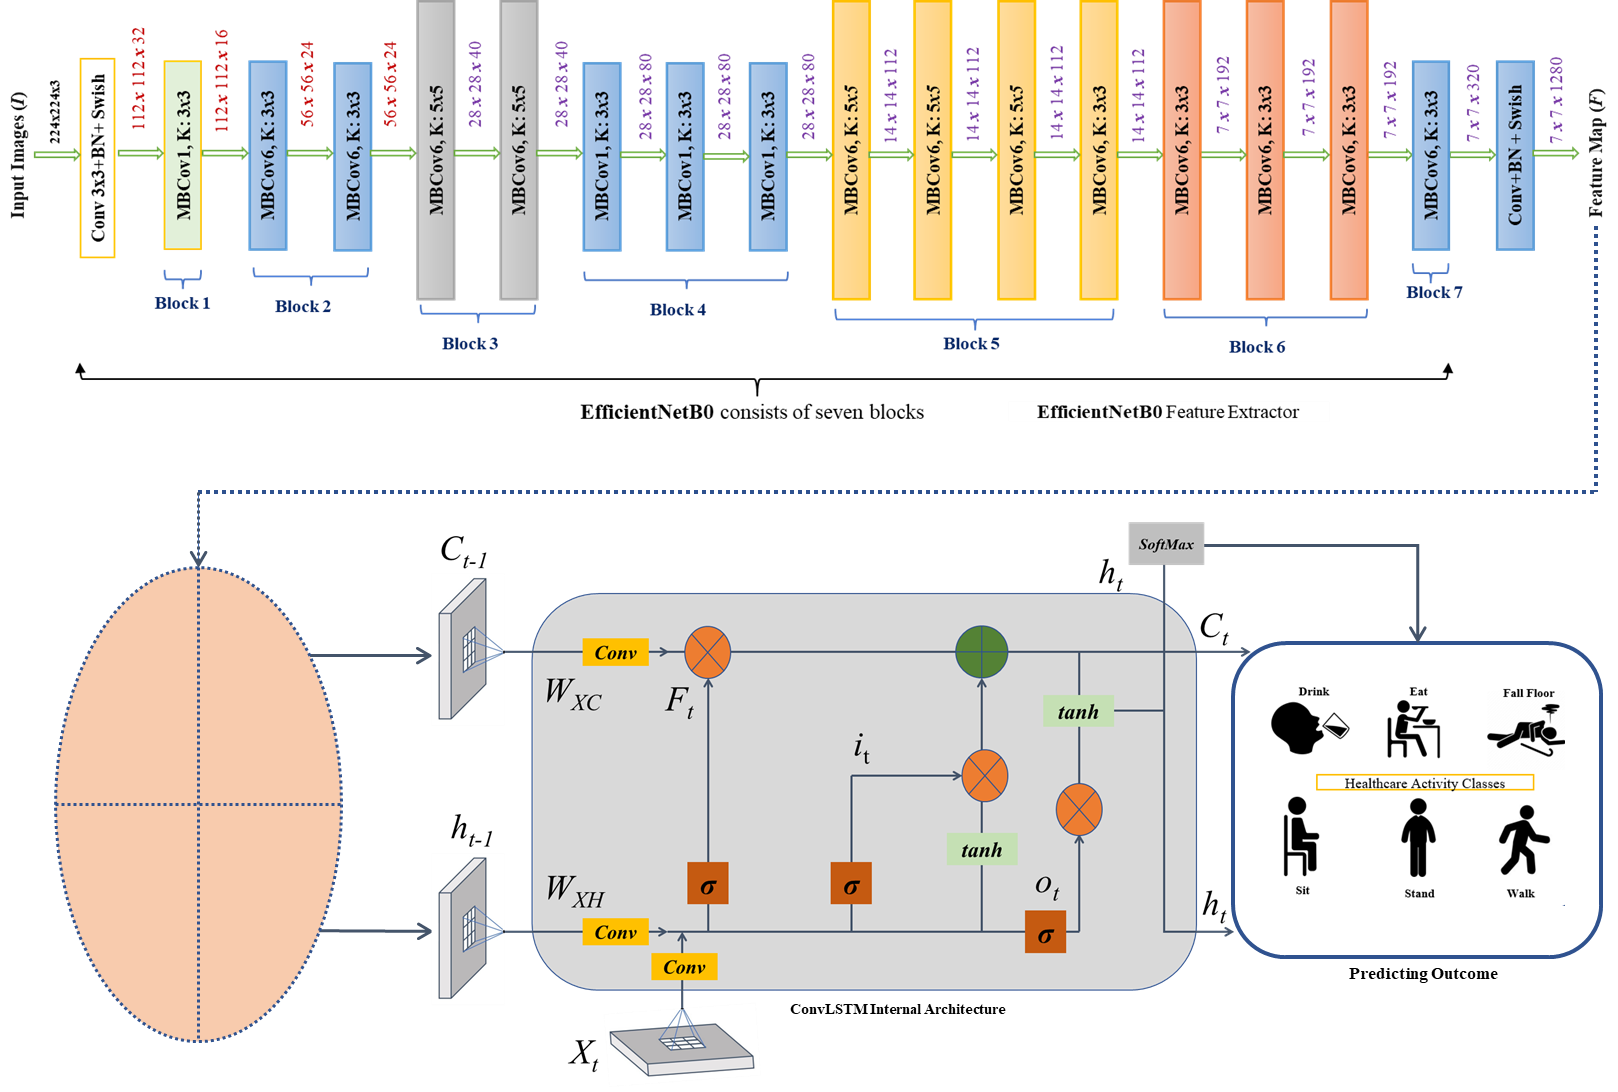 Input Images (I)
224x224x3
Conv 3x3+BN+ Swish
112 x 112 x 32
MBCov1, K: 3x3
112 x 112 x 16
MBCov6, K: 3x3
56 x 56 x 24
MBCov6, K: 3x3
56 x 56 x 24
MBCov6, K: 5x5
28 x 28 x 40
MBCov6, K: 5x5
28 x 28 x 40
MBCov1, K: 3x3
28 x 28 x 80
MBCov1, K: 3x3
28 x 28 x 80
MBCov1, K: 3x3
28 x 28 x 80
MBCov6, K: 5x5
14 x 14 x 112
MBCov6, K: 5x5
14 x 14 x 112
MBCov6, K: 5x5
14 x 14 x 112
MBCov6, K: 5x5
14 x 14 x 112
MBCov6, K: 3x3
7 x 7 x 192
MBCov6, K: 3x3
7 x 7 x 192
MBCov6, K: 3x3
7 x 7 x 192
MBCov6, K: 3x3
7 x 7 x 320
Conv+BN + Swish
7 x 7 x 1280
Feature Map (F)
Block 1
Block 2
Block 3
Block 4
Block 5
Block 6
Block 7
EfficientNetB0 consists of seven blocks
EfficientNetB0 Feature Extractor
C_{t-1}
SoftMax
h_t
C_t
Conv
W_{XC}
F_t
tanh
i_t
h_{t-1}
tanh
W_{XH}
σ
σ
o_t
h_t
Conv
σ
Conv
X_t
ConvLSTM Internal Architecture
Drink
Eat
Fall Floor
Healthcare Activity Classes
Sit
Stand
Walk
Predicting Outcome